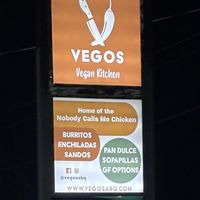 VEGOS
Vegan Kitchen
Home of the
Nobody Calls Me Chicken
BURRITOS
ENCHILADAS
SANDOS
PAN DULCE
SOPAPILLAS
GF OPTIONS
@vegosabq
WWW.VEGOSABQ.COM